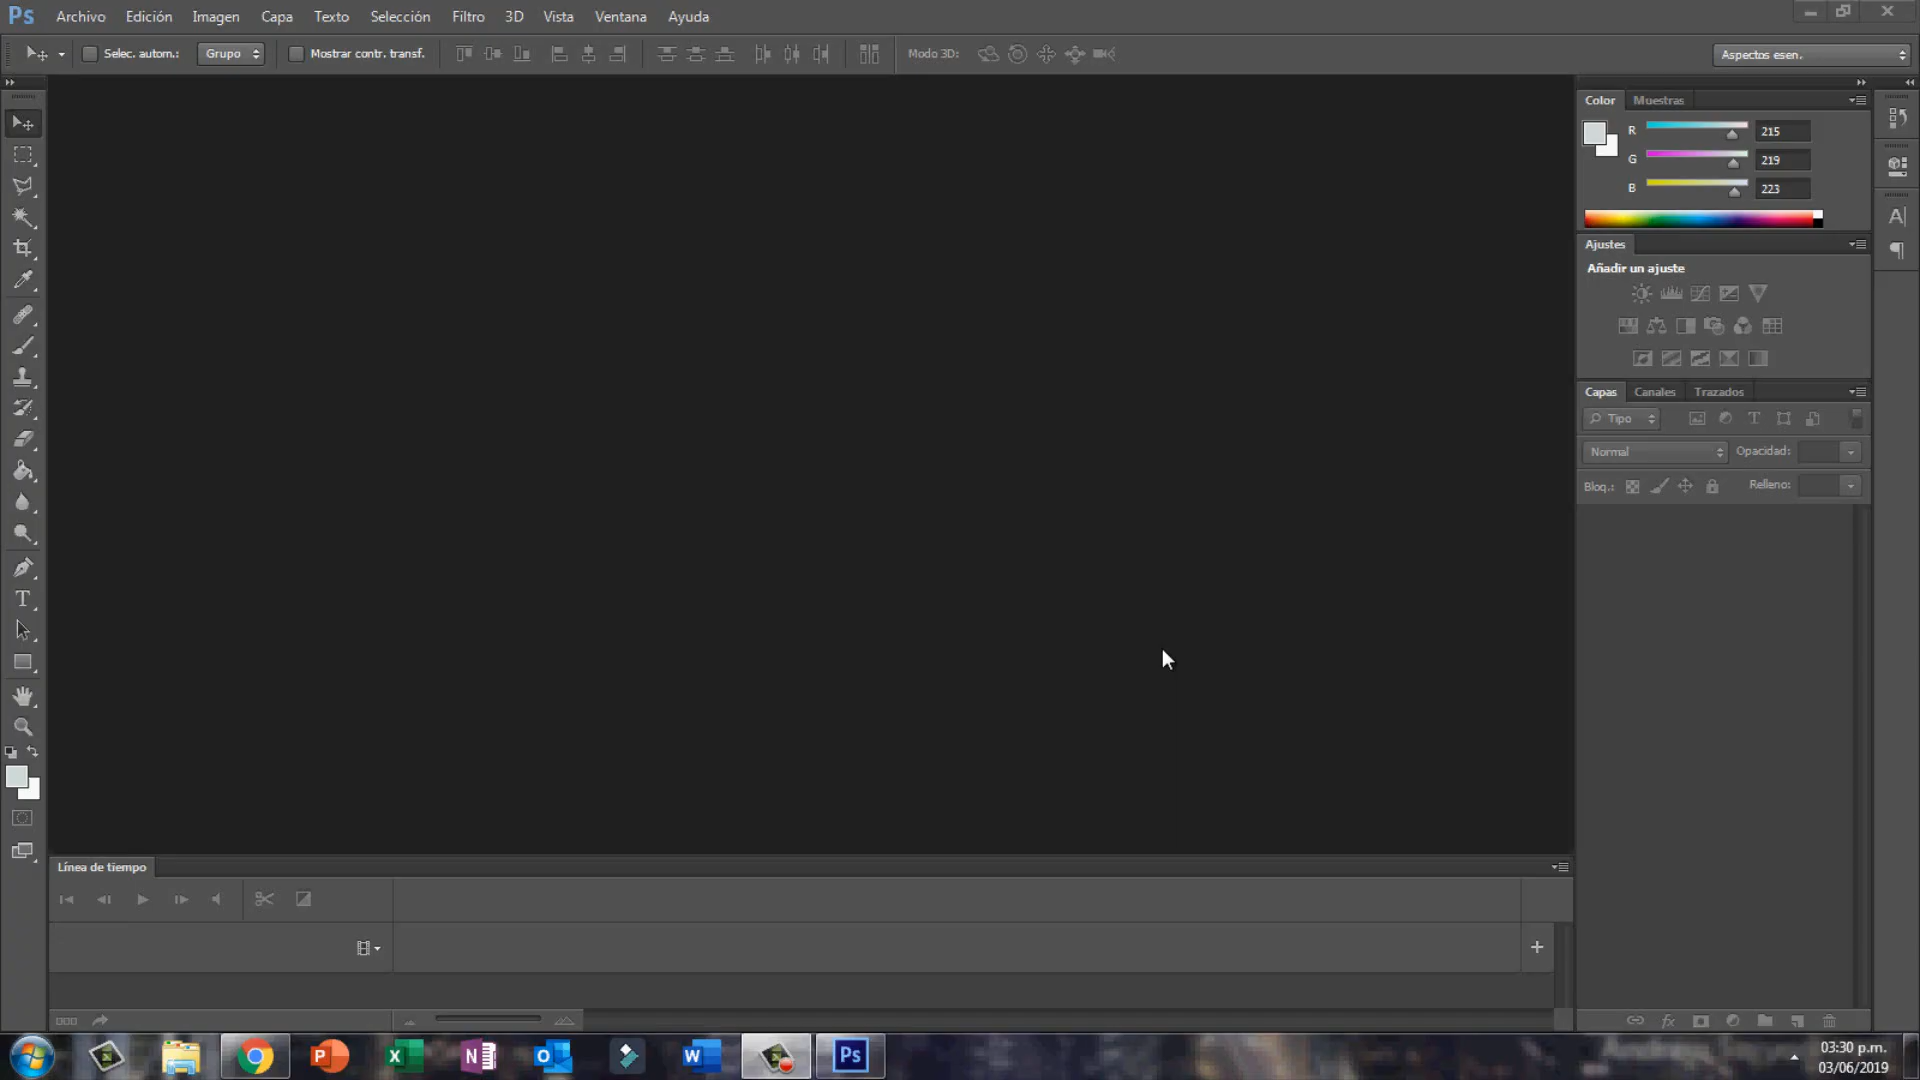 Ps Archivo Edición Imagen Capa Texto Selección Filtro 3D Vista Ventana Ayuda
Selec. autom.: Grupo Mostrar contr. transf. Modo 3D: Aspectos esen.
Color Muestras
R 215
G 219
B 223
Ajustes
Añadir un ajuste
Capas Canales Trazados
Tipo
Normal Opacidad:
Bloq.: Relleno:
Línea de tiempo
03:30 p.m.
03/06/2019